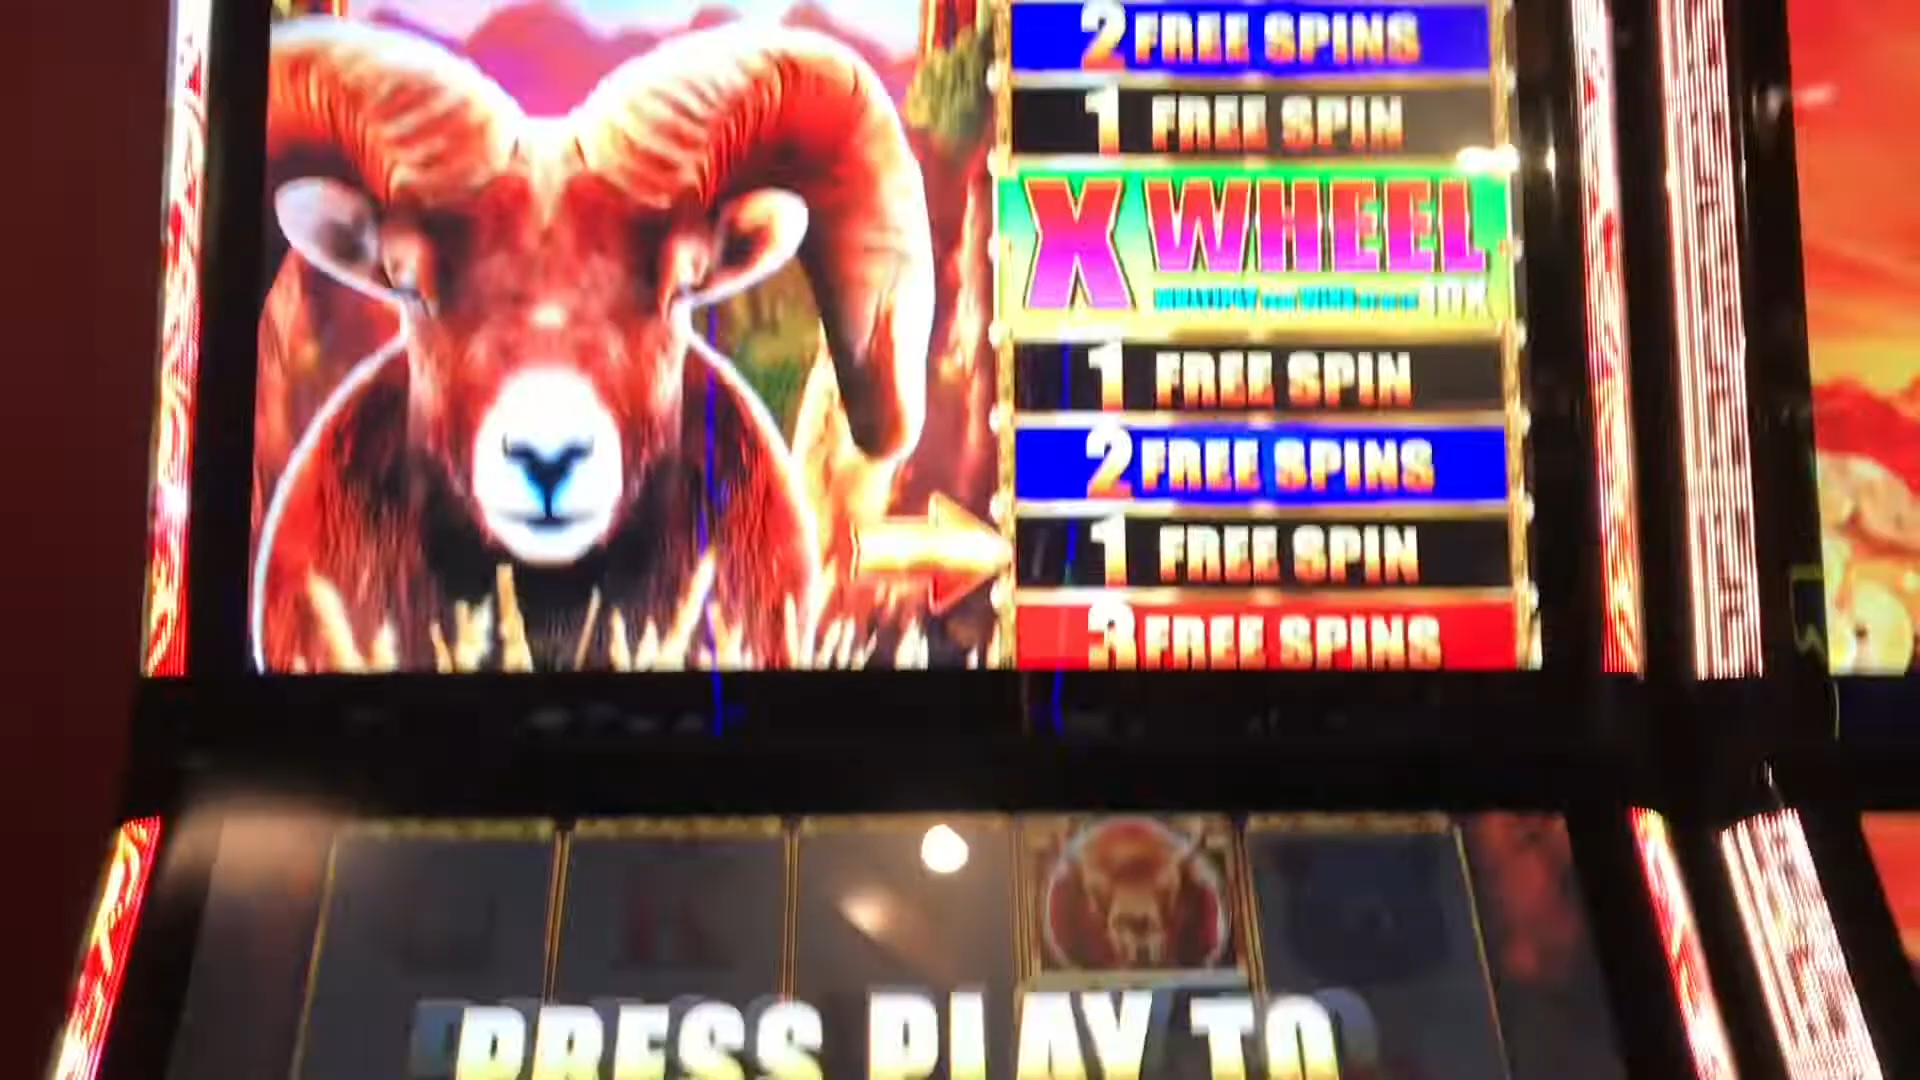 2 FREE SPINS
1 FREE SPIN
X WHEEL
10X
1 FREE SPIN
2 FREE SPINS
1 FREE SPIN
3 FREE SPINS
PRESS PLAY TO